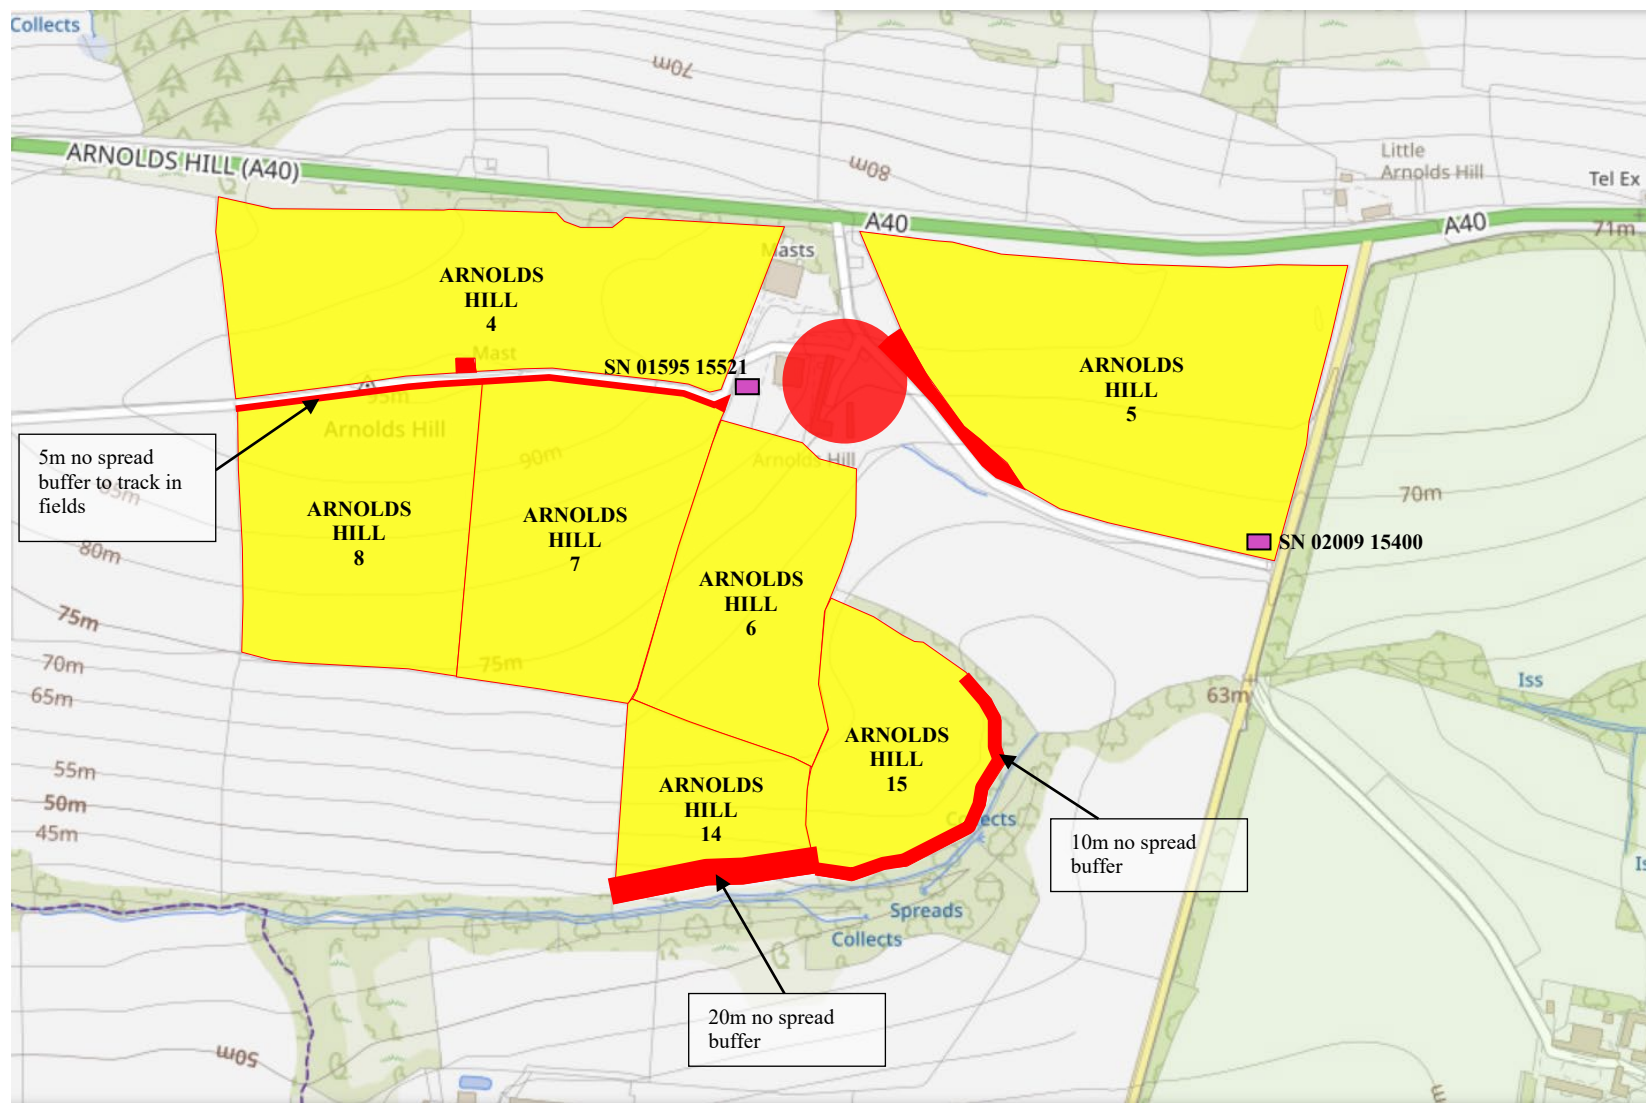 Collects
70m
ARNOLDS HILL (A40)
80m
Little
Arnolds Hill
Tel Ex
A40
A40
71m
Masts
ARNOLDS
HILL
4
Mast
SN 01595 15521
ARNOLDS
HILL
5
95m
Arnolds Hill
5m no spread
buffer to track in
fields
85m
90m
Arnolds Hill
70m
ARNOLDS
HILL
8
ARNOLDS
HILL
7
SN 02009 15400
80m
ARNOLDS
HILL
6
75m
70m
75m
65m
63m
Iss
ARNOLDS
HILL
15
55m
ARNOLDS
HILL
14
50m
45m
Collects
10m no spread
buffer
Is
Spreads
Collects
20m no spread
buffer
50m
m